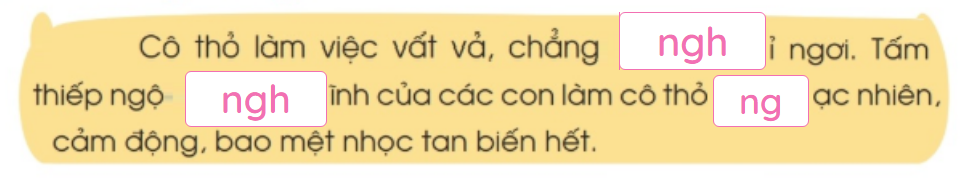 Cô thỏ làm việc vất vả, chẳng ngh ỉ ngơi. Tấm
thiếp ngộ ngh ĩnh của các con làm cô thỏ ng ạc nhiên,
cảm động, bao mệt nhọc tan biến hết.